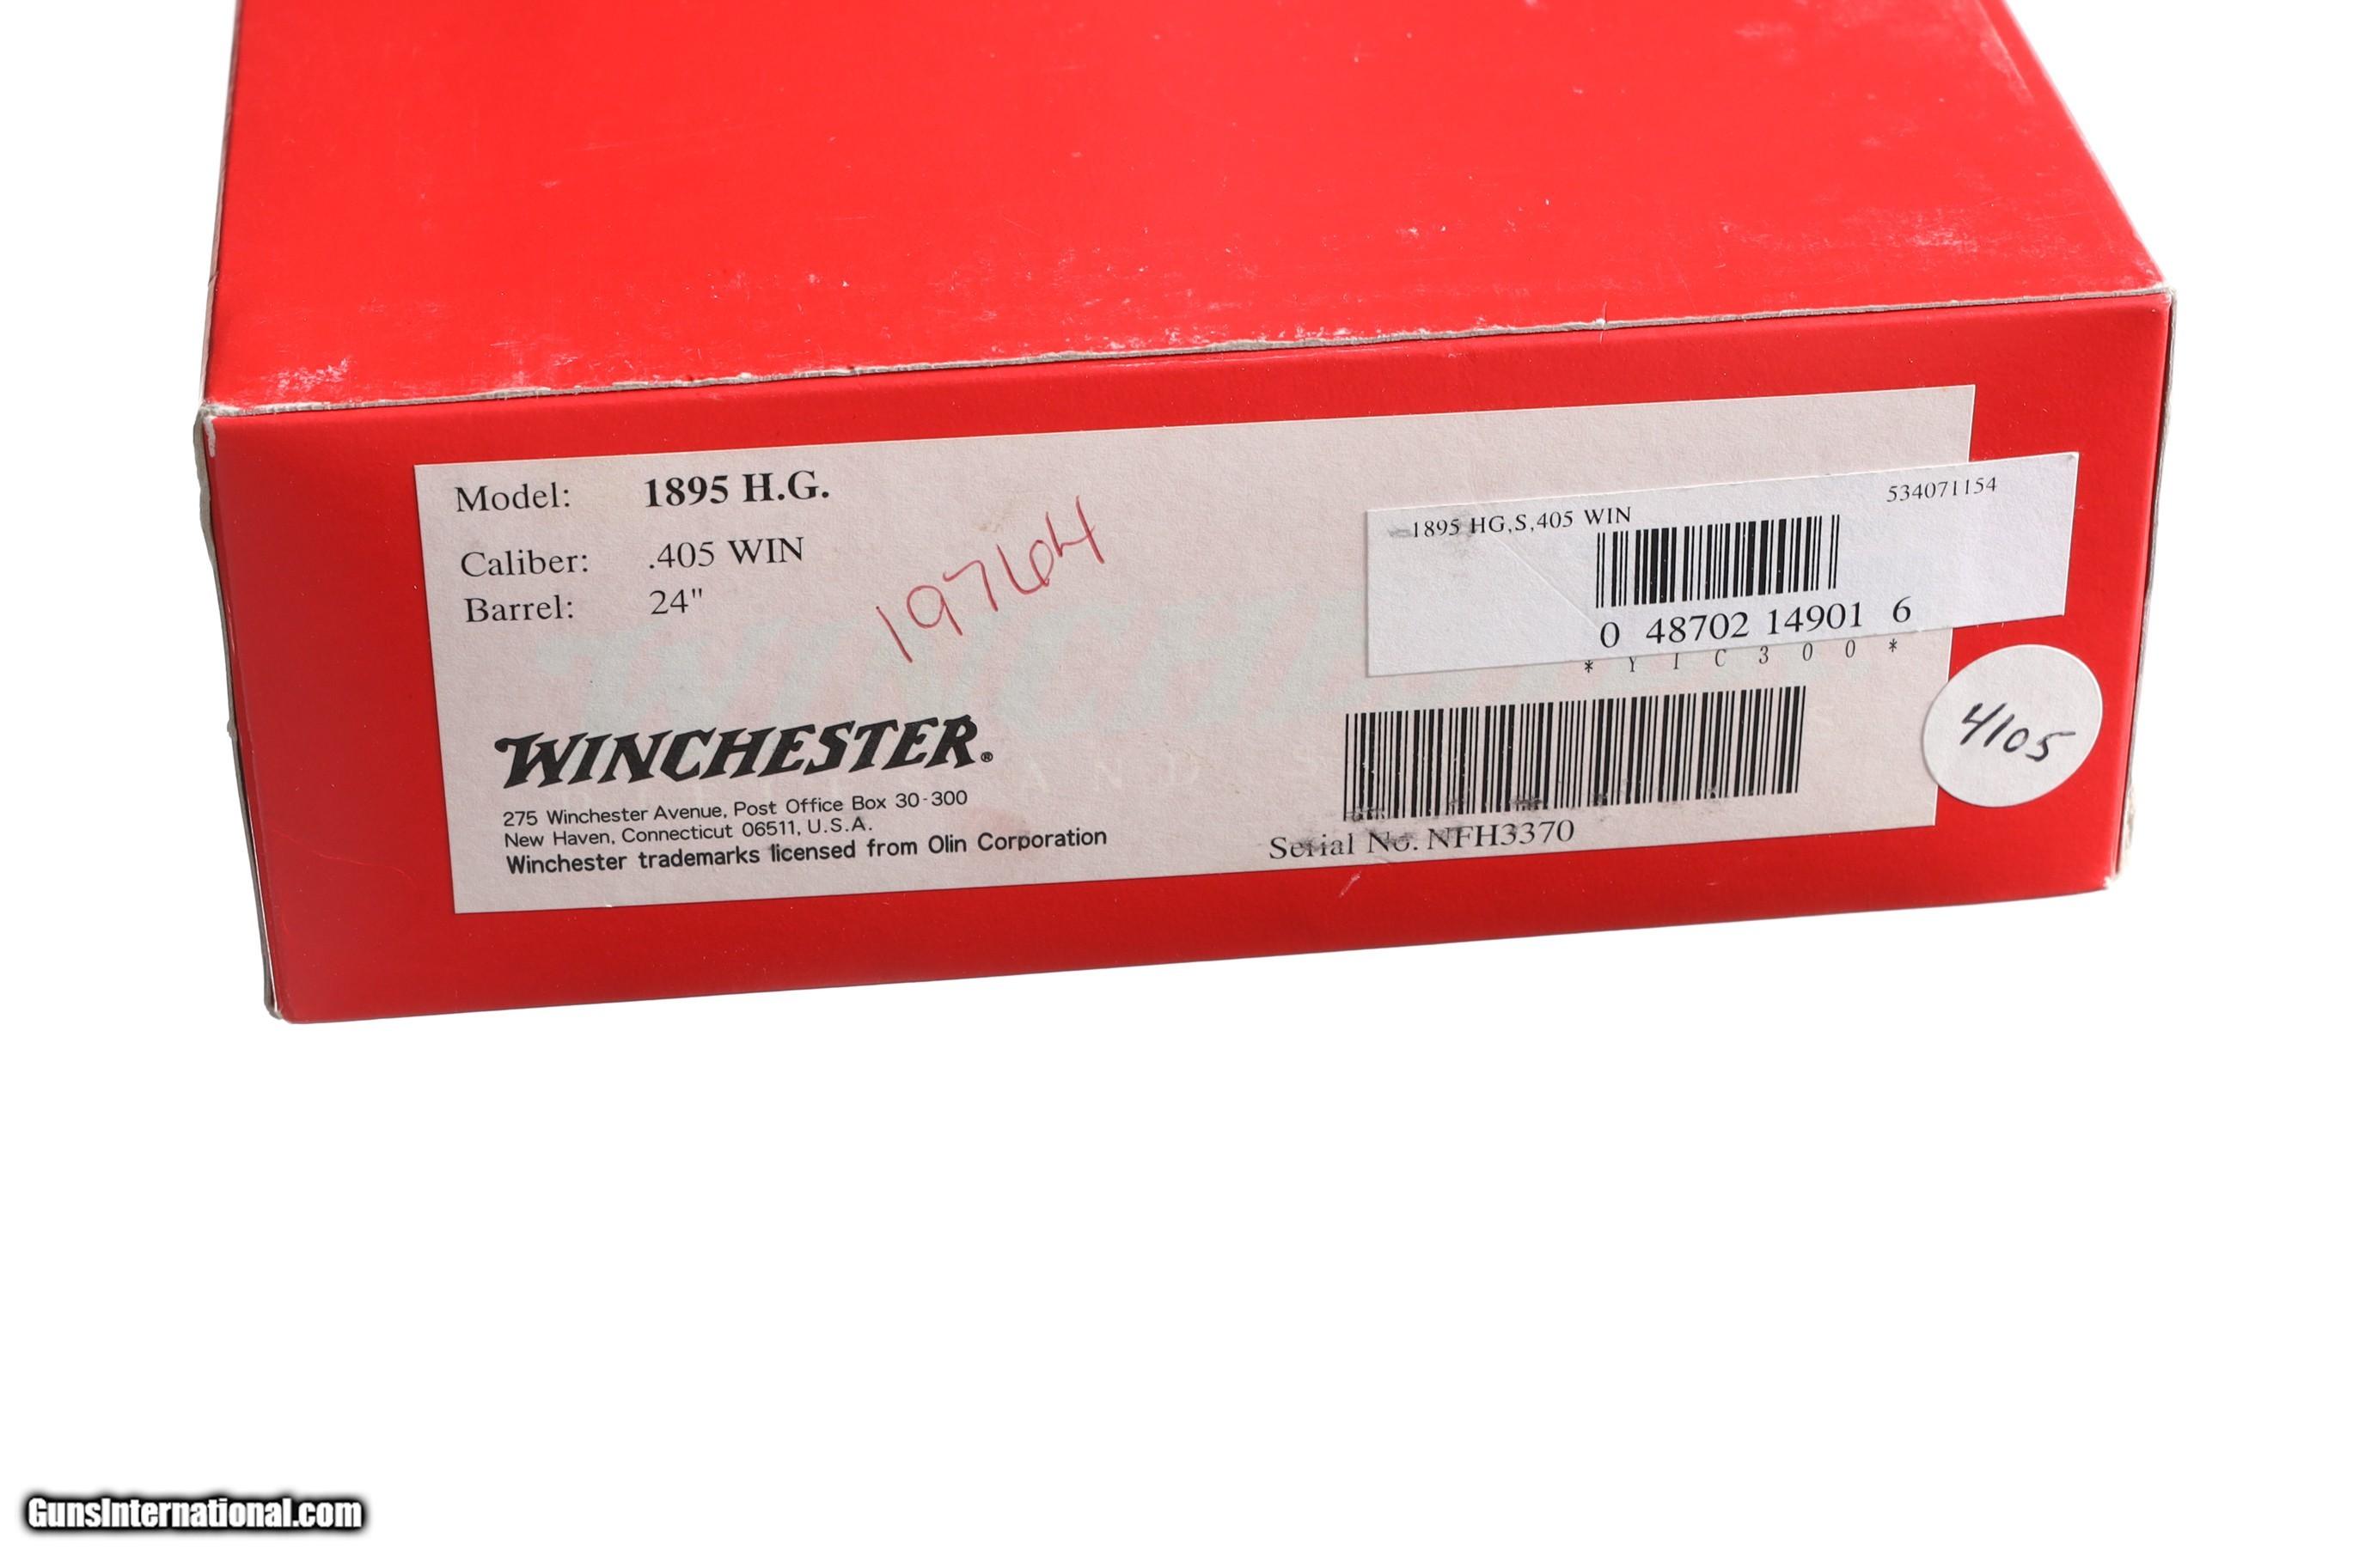 Model: 1895 H.G.
Caliber: .405 WIN
Barrel: 24"
19764
1895 HG,S,405 WIN
534071154
0 48702 14901 6
*YIC300*
4105
WINCHESTER®
275 Winchester Avenue, Post Office Box 30-300
New Haven, Connecticut 06511, U.S.A.
Winchester trademarks licensed from Olin Corporation
Serial No. NFH3370
GunsInternational.com